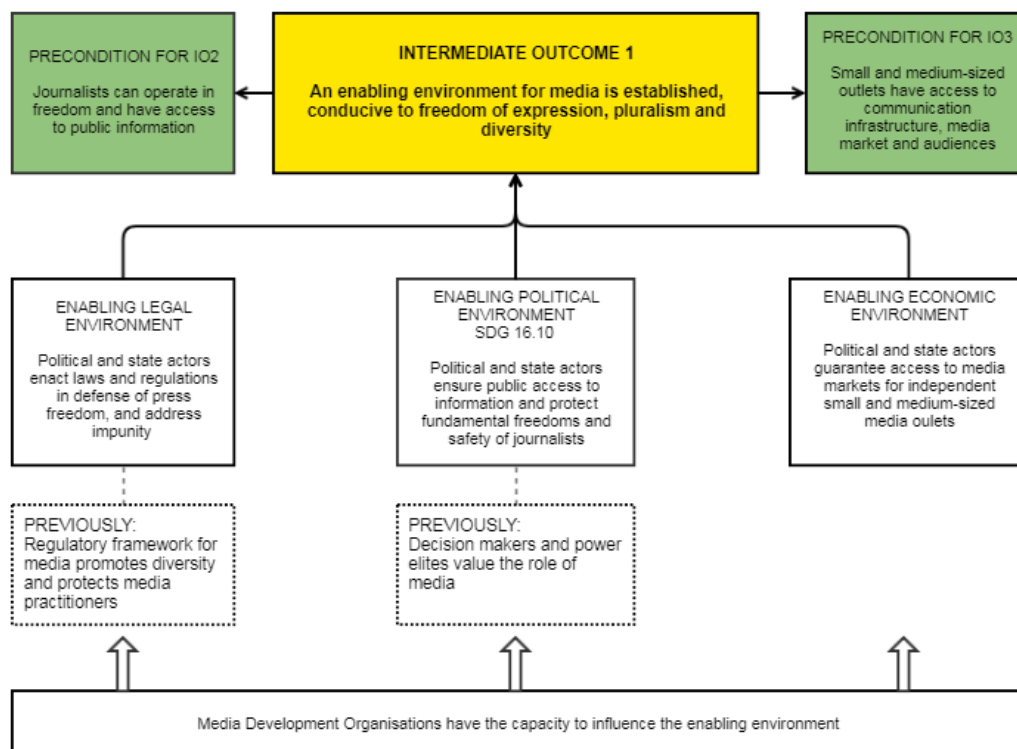 PRECONDITION FOR IO2
Journalists can operate in
freedom and have access
to public information
INTERMEDIATE OUTCOME 1
An enabling environment for media is established,
conducive to freedom of expression, pluralism and
diversity
PRECONDITION FOR IO3
Small and medium-sized
outlets have access to
communication
infrastructure, media
market and audiences
ENABLING LEGAL
ENVIRONMENT
Political and state actors
enact laws and regulations
in defense of press
freedom, and address
impunity
ENABLING POLITICAL
ENVIRONMENT
SDG 16.10
Political and state actors
ensure public access to
information and protect
fundamental freedoms and
safety of journalists
ENABLING ECONOMIC
ENVIRONMENT
Political and state actors
guarantee access to media
markets for independent
small and medium-sized
media oulets
PREVIOUSLY:
Regulatory framework for
media promotes diversity
and protects media
practitioners
PREVIOUSLY:
Decision makers and power
elites value the role of
media
Media Development Organisations have the capacity to influence the enabling environment